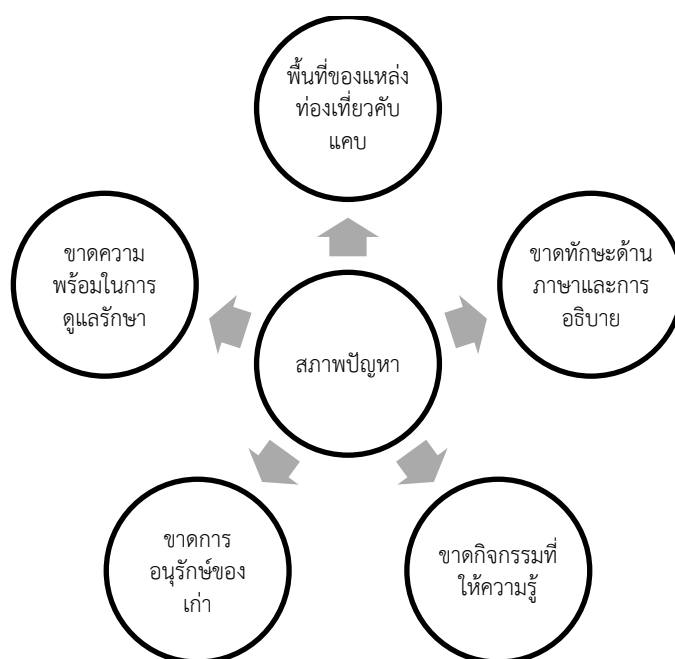 พื้นที่ของแหล่ง
ท่องเที่ยวคับ
แคบ
ขาดความ
พร้อมในการ
ดูแลรักษา
ขาดทักษะด้าน
ภาษาและการ
อธิบาย
สภาพปัญหา
ขาดการ
อนุรักษ์ของ
เก่า
ขาดกิจกรรมที่
ให้ความรู้